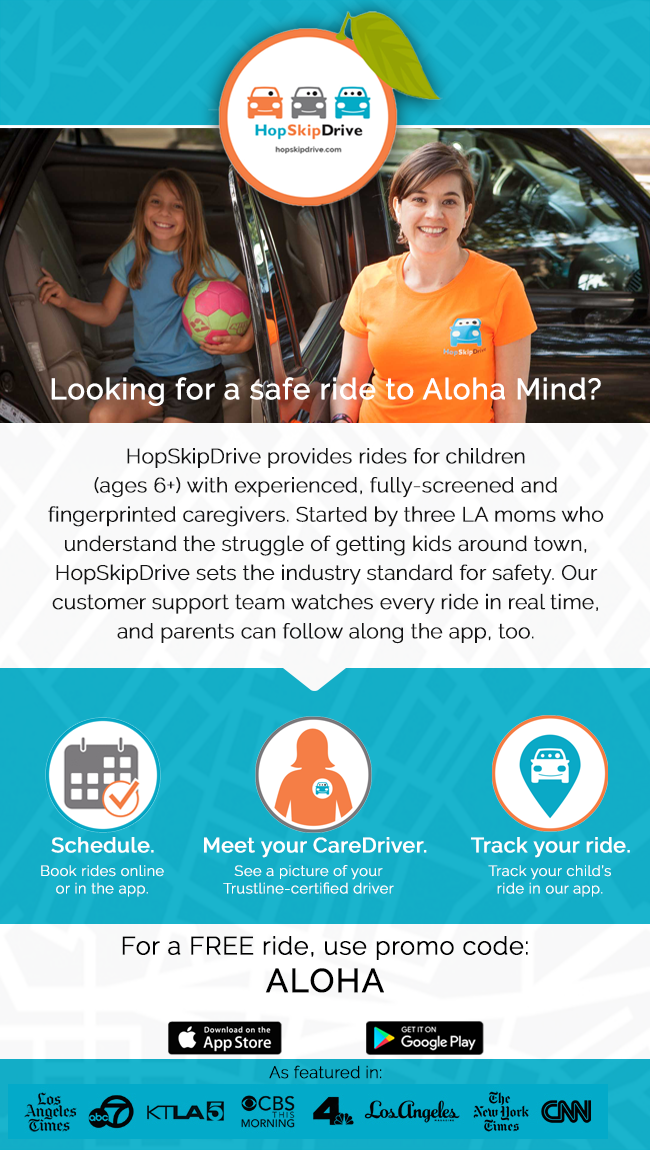 HopSkipDrive
hopskipdrive.com
HopSkipDrive
Looking for a safe ride to Aloha Mind?
HopSkipDrive provides rides for children
(ages 6+) with experienced, fully-screened and
fingerprinted caregivers. Started by three LA moms who
understand the struggle of getting kids around town,
HopSkipDrive sets the industry standard for safety. Our
customer support team watches every ride in real time,
and parents can follow along the app, too.
Schedule.
Book rides online
or in the app.
Meet your CareDriver.
See a picture of your
Trustline-certified driver
Track your ride.
Track your child's
ride in our app.
For a FREE ride, use promo code:
ALOHA
Download on the
App Store
GET IT ON
Google Play
As featured in:
Los
Angeles
Times
abc 7
KTLA 5
CBS
THIS
MORNING
4
Los Angeles
MAGAZINE
The
New York
Times
CNN